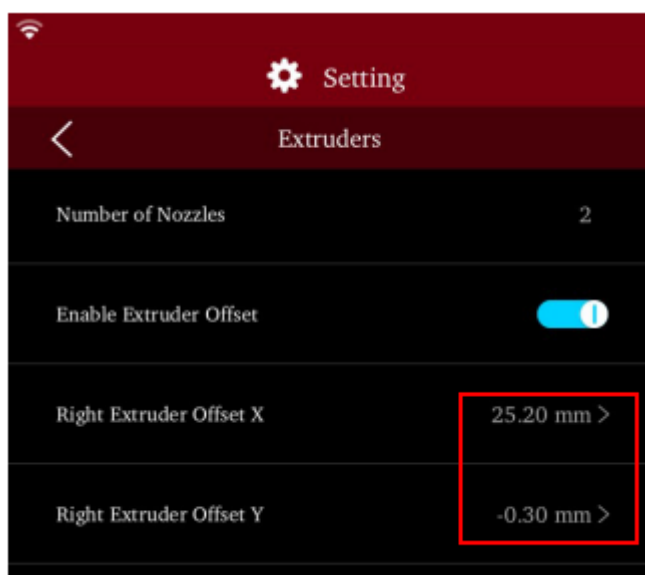 Setting
Extruders
Number of Nozzles 2
Enable Extruder Offset
Right Extruder Offset X 25.20 mm >
Right Extruder Offset Y -0.30 mm >